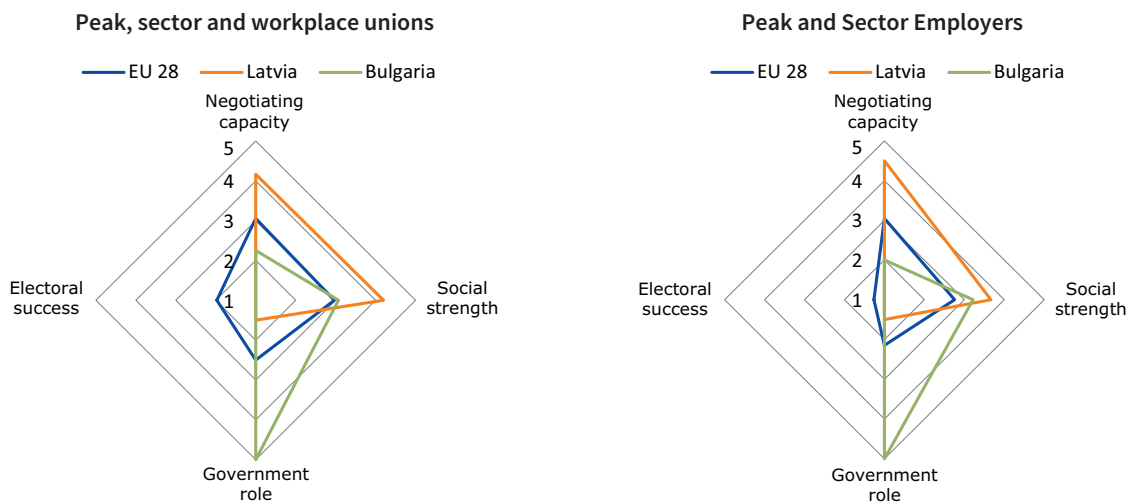 Peak, sector and workplace unions
EU 28 Latvia Bulgaria
Negotiating
capacity
5
4
3
2
1
Electoral
success
Social
strength
Government
role
Peak and Sector Employers
EU 28 Latvia Bulgaria
Negotiating
capacity
5
4
3
2
1
Electoral
success
Social
strength
Government
role